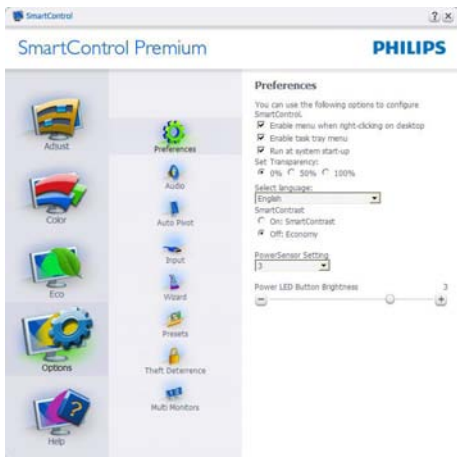 SmartControl
SmartControl Premium
PHILIPS
Adjust
Color
Eco
Options
Help
Preferences
Audio
Auto Pivot
Input
Wizard
Presets
Theft Deterrence
Multi Monitors
Preferences
You can use the following options to configure
SmartControl.
Enable menu when right-clicking on desktop
Enable task tray menu
Run at system start-up
Set Transparency:
0% 50% 100%
Select language:
English
SmartContrast
On: SmartContrast
Off: Economy
PowerSensor Setting
3
Power LED Button Brightness 3